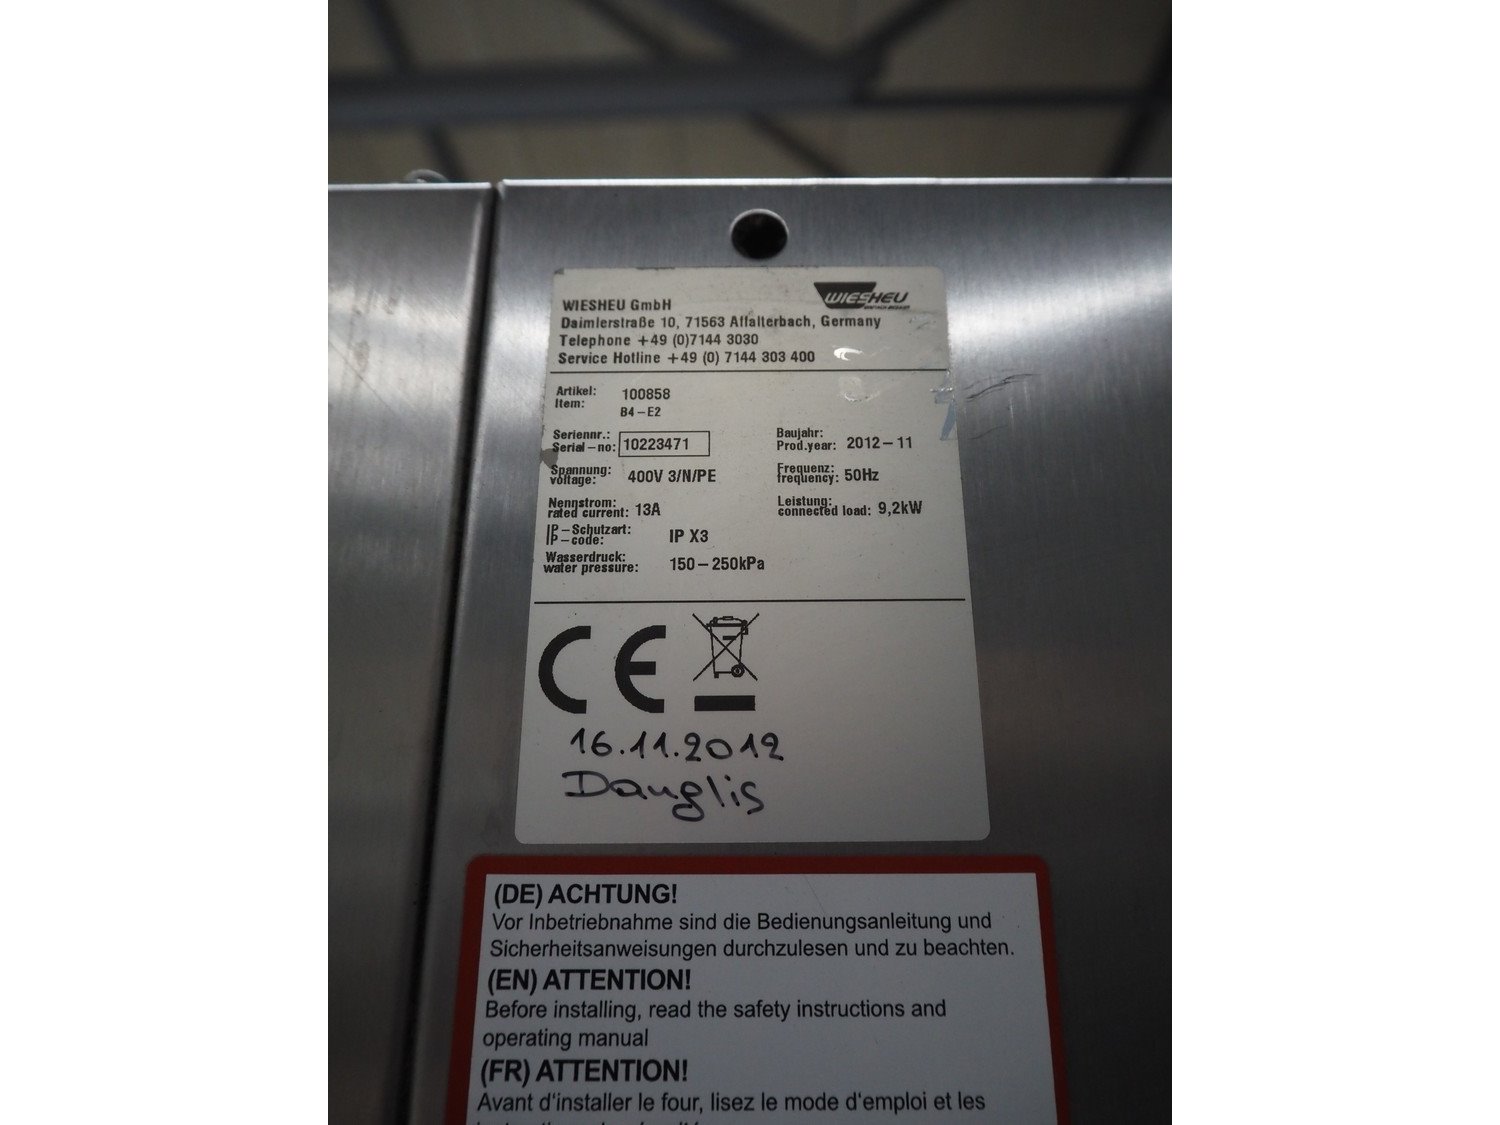 WIESHEU GmbH
WIESHEU
Daimlerstraße 10, 71563 Affalterbach, Germany
Telephone +49 (0)7144 3030
Service Hotline +49 (0) 7144 303 400
Artikel: 100858
Item: B4-E2
Seriennr.: Baujahr:
Serial-no: 10223471 Prod.year: 2012-11
Spannung: Frequenz:
voltage: 400V 3/N/PE frequency: 50Hz
Nennstrom: Leistung:
rated current: 13A connected load: 9,2kW
IP-Schutzart:
IP-code: IP X3
Wasserdruck:
water pressure: 150-250kPa
CE
16.11.2012
Danglis
(DE) ACHTUNG!
Vor Inbetriebnahme sind die Bedienungsanleitung und
Sicherheitsanweisungen durchzulesen und zu beachten.
(EN) ATTENTION!
Before installing, read the safety instructions and
operating manual
(FR) ATTENTION!
Avant d'installer le four, lisez le mode d'emploi et les